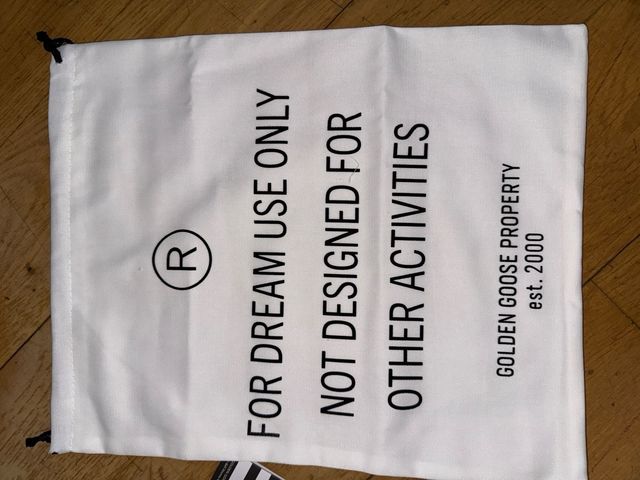 ®
FOR DREAM USE ONLY
NOT DESIGNED FOR
OTHER ACTIVITIES
GOLDEN GOOSE PROPERTY
est. 2000